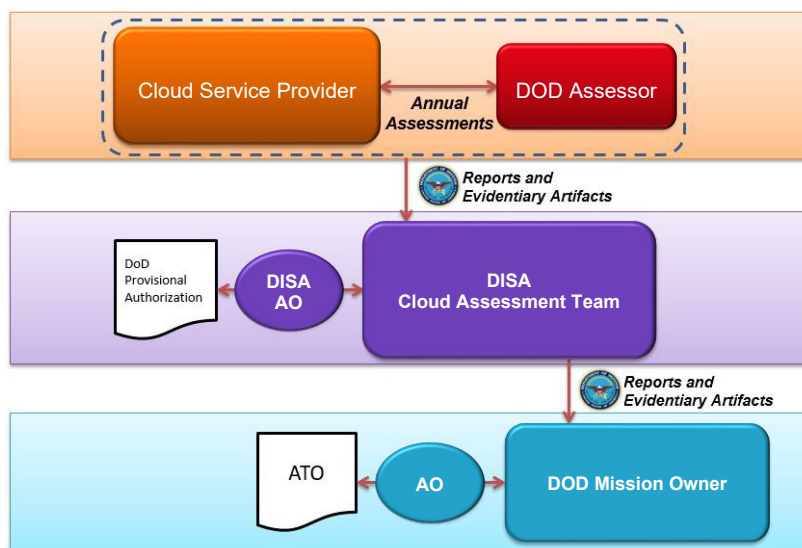 Cloud Service Provider
DOD Assessor
Annual
Assessments
Reports and
Evidentiary Artifacts
DoD
Provisional
Authorization
DISA
AO
DISA
Cloud Assessment Team
Reports and
Evidentiary Artifacts
ATO
AO
DOD Mission Owner